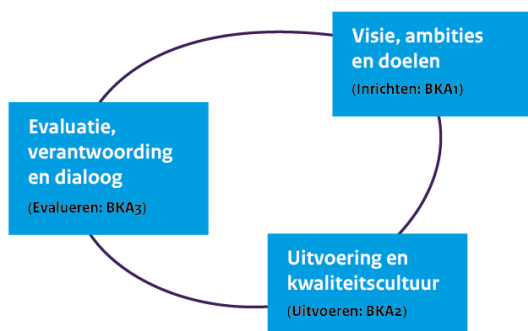 Visie, ambities
en doelen
(Inrichten: BKA1)
Evaluatie,
verantwoording
en dialoog
(Evalueren: BKA3)
Uitvoering en
kwaliteitscultuur
(Uitvoeren: BKA2)